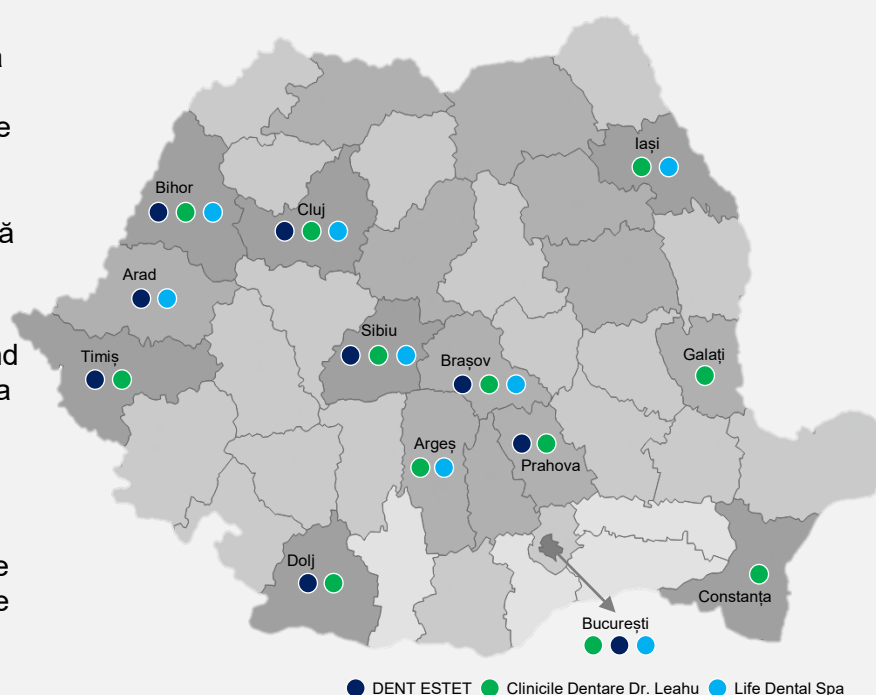 Iași
Bihor
Cluj
Arad
Sibiu
Timiș
Brașov
Galați
Argeș
Prahova
Dolj
Constanța
București
DENT ESTET Clinicile Dentare Dr. Leahu Life Dental Spa